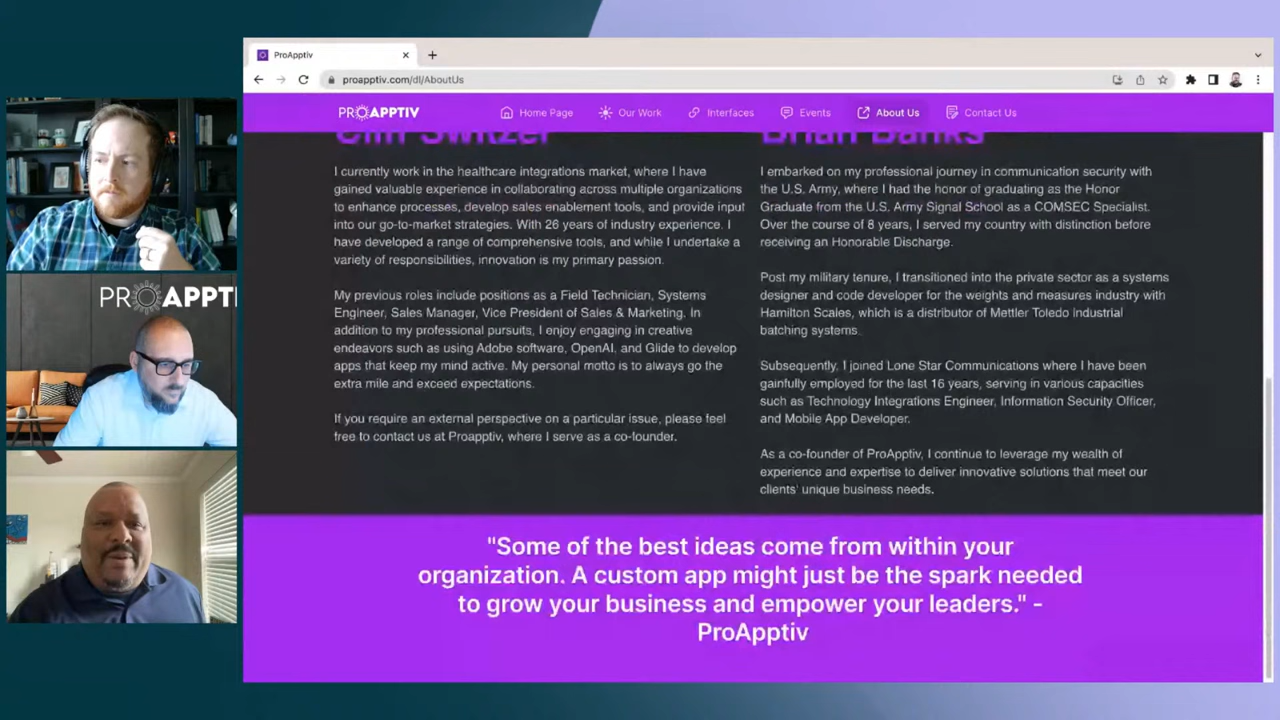 ProApptiv
proapptiv.com/dl/AboutUs
PROAPPTIV
Home Page
Our Work
Interfaces
Events
About Us
Contact Us
Clin Switzer
I currently work in the healthcare integrations market, where I have
gained valuable experience in collaborating across multiple organizations
to enhance processes, develop sales enablement tools, and provide input
into our go-to-market strategies. With 26 years of industry experience. I
have developed a range of comprehensive tools, and while I undertake a
variety of responsibilities, innovation is my primary passion.
My previous roles include positions as a Field Technician, Systems
Engineer, Sales Manager, Vice President of Sales & Marketing. In
addition to my professional pursuits, I enjoy engaging in creative
endeavors such as using Adobe software, OpenAI, and Glide to develop
apps that keep my mind active. My personal motto is to always go the
extra mile and exceed expectations.
If you require an external perspective on a particular issue, please feel
free to contact us at Proapptiv, where I serve as a co-founder.
Brian Banks
I embarked on my professional journey in communication security with
the U.S. Army, where I had the honor of graduating as the Honor
Graduate from the U.S. Army Signal School as a COMSEC Specialist.
Over the course of 8 years, I served my country with distinction before
receiving an Honorable Discharge.
Post my military tenure, I transitioned into the private sector as a systems
designer and code developer for the weights and measures industry with
Hamilton Scales, which is a distributor of Mettler Toledo Industrial
batching systems.
Subsequently, I joined Lone Star Communications where I have been
gainfully employed for the last 16 years, serving in various capacities
such as Technology Integrations Engineer, Information Security Officer,
and Mobile App Developer.
As a co-founder of ProApptiv, I continue to leverage my wealth of
experience and expertise to deliver innovative solutions that meet our
clients' unique business needs.
"Some of the best ideas come from within your
organization. A custom app might just be the spark needed
to grow your business and empower your leaders." -
ProApptiv
PROAPPTI